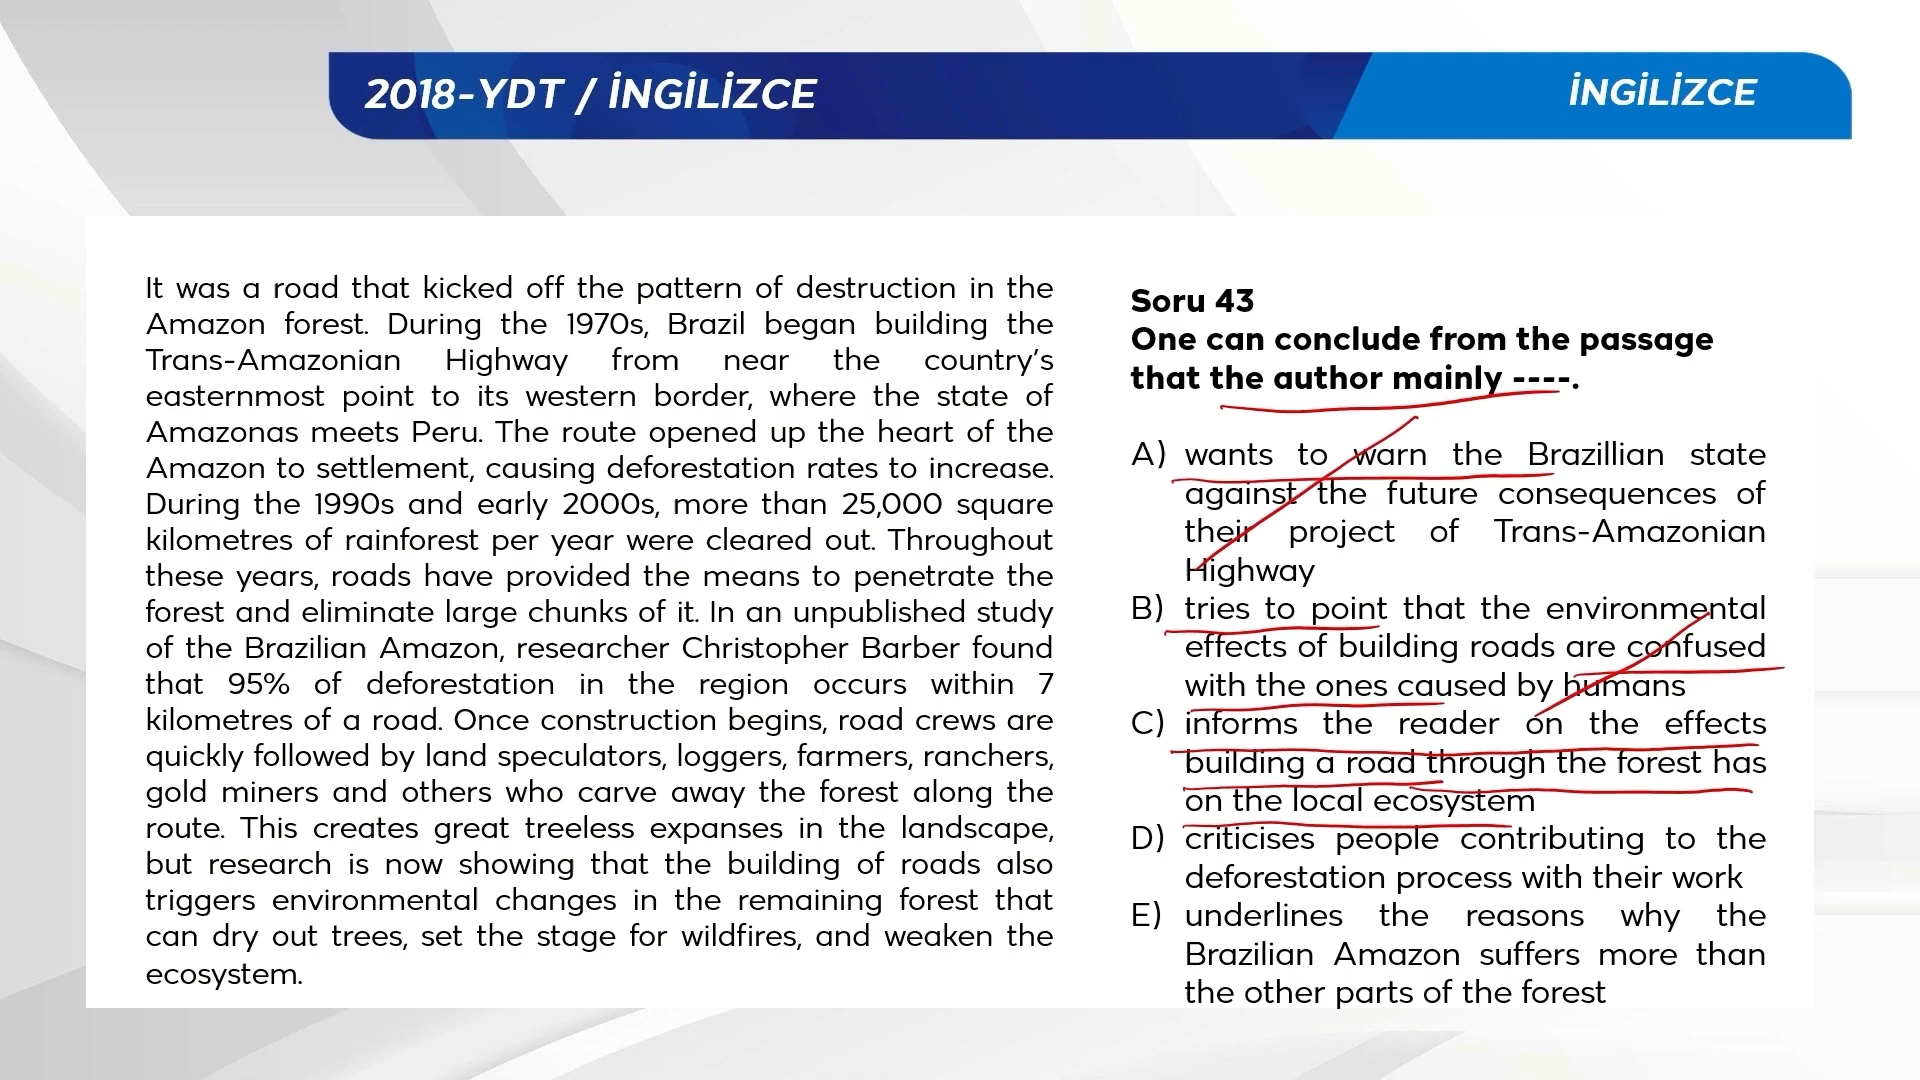 2018-YDT / İNGİLİZCE
İNGİLİZCE
It was a road that kicked off the pattern of destruction in the
Amazon forest. During the 1970s, Brazil began building the
Trans-Amazonian Highway from near the country's
easternmost point to its western border, where the state of
Amazonas meets Peru. The route opened up the heart of the
Amazon to settlement, causing deforestation rates to increase.
During the 1990s and early 2000s, more than 25,000 square
kilometres of rainforest per year were cleared out. Throughout
these years, roads have provided the means to penetrate the
forest and eliminate large chunks of it. In an unpublished study
of the Brazilian Amazon, researcher Christopher Barber found
that 95% of deforestation in the region occurs within 7
kilometres of a road. Once construction begins, road crews are
quickly followed by land speculators, loggers, farmers, ranchers,
gold miners and others who carve away the forest along the
route. This creates great treeless expanses in the landscape,
but research is now showing that the building of roads also
triggers environmental changes in the remaining forest that
can dry out trees, set the stage for wildfires, and weaken the
ecosystem.
Soru 43
One can conclude from the passage
that the author mainly ----.
A) wants to warn the Brazillian state
against the future consequences of
their project of Trans-Amazonian
Highway
B) tries to point that the environmental
effects of building roads are confused
with the ones caused by humans
C) informs the reader on the effects
building a road through the forest has
on the local ecosystem
D) criticises people contributing to the
deforestation process with their work
E) underlines the reasons why the
Brazilian Amazon suffers more than
the other parts of the forest